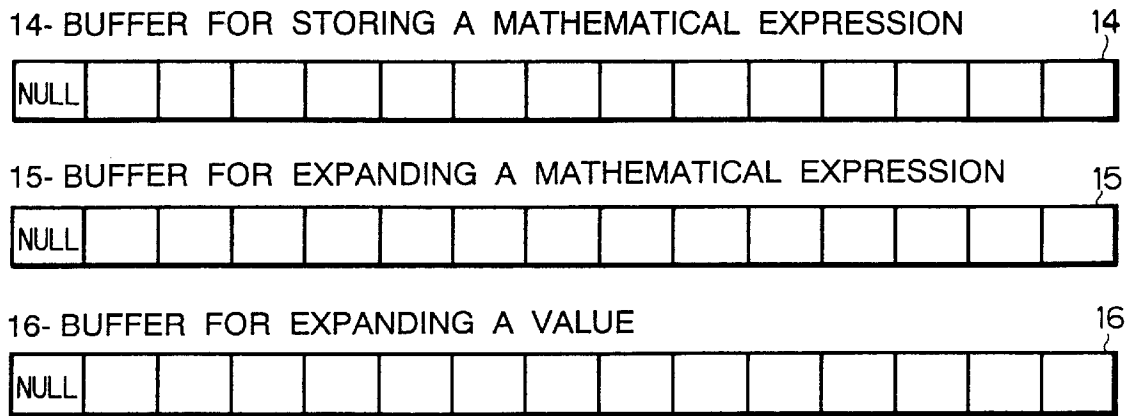 14- BUFFER FOR STORING A MATHEMATICAL EXPRESSION 14
NULL
15- BUFFER FOR EXPANDING A MATHEMATICAL EXPRESSION 15
NULL
16- BUFFER FOR EXPANDING A VALUE 16
NULL